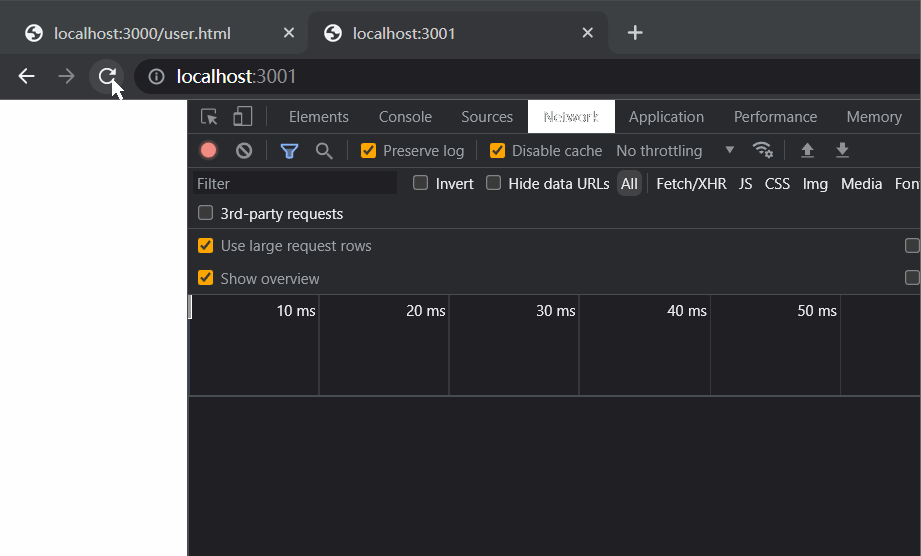 localhost:3000/user.html localhost:3001
localhost:3001
Elements Console Sources Network Application Performance Memory
Preserve log Disable cache No throttling
Filter Invert Hide data URLs All Fetch/XHR JS CSS Img Media Fon
3rd-party requests
Use large request rows
Show overview
10 ms 20 ms 30 ms 40 ms 50 ms